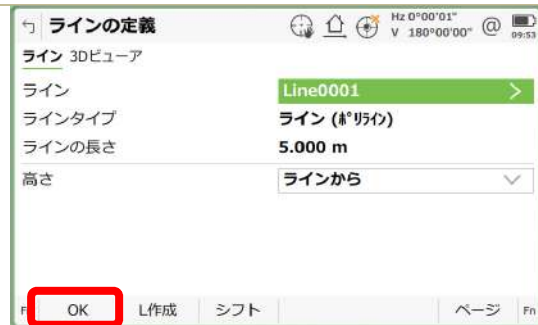 ラインの定義
Hz 0°00'01"
V 180°00'00"
@
09:53
ライン 3Dビューア
ライン Line0001
ラインタイプ ライン (ﾎﾟﾘﾗｲﾝ)
ラインの長さ 5.000 m
高さ ラインから
OK L作成 シフト ページ Fn